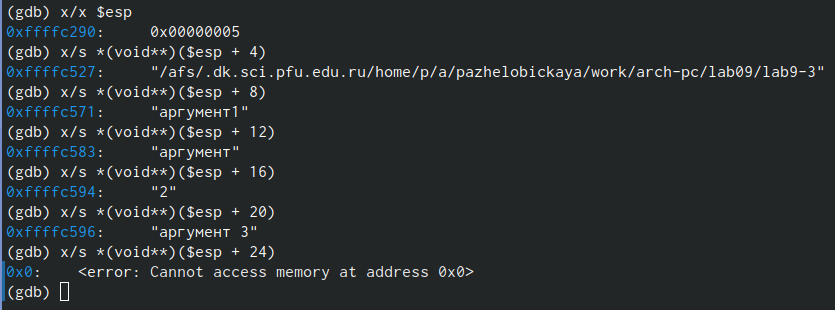 (gdb) x/x $esp
0xffffc290:     0x00000005
(gdb) x/s *(void**)($esp + 4)
0xffffc527:     "/afs/.dk.sci.pfu.edu.ru/home/p/a/pazhelobickaya/work/arch-pc/lab09/lab9-3"
(gdb) x/s *(void**)($esp + 8)
0xffffc571:     "аргумент1"
(gdb) x/s *(void**)($esp + 12)
0xffffc583:     "аргумент"
(gdb) x/s *(void**)($esp + 16)
0xffffc594:     "2"
(gdb) x/s *(void**)($esp + 20)
0xffffc596:     "аргумент 3"
(gdb) x/s *(void**)($esp + 24)
0x0:    <error: Cannot access memory at address 0x0>
(gdb)